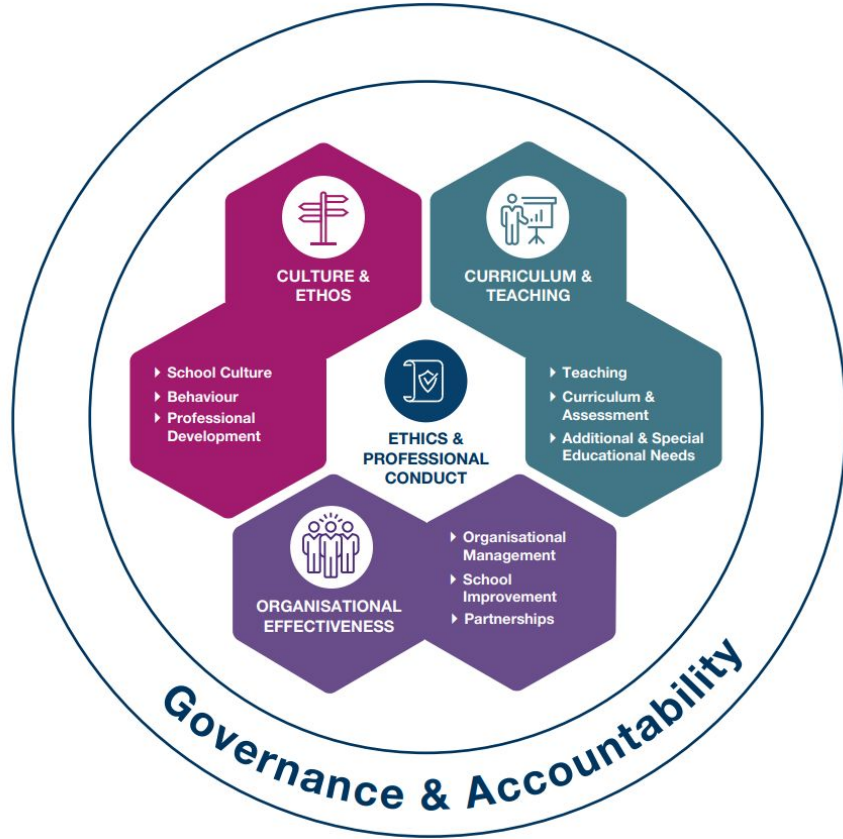 CULTURE &
ETHOS
CURRICULUM &
TEACHING
School Culture
Behaviour
Professional
Development
ETHICS &
PROFESSIONAL
CONDUCT
Teaching
Curriculum &
Assessment
Additional & Special
Educational Needs
ORGANISATIONAL
EFFECTIVENESS
Organisational
Management
School
Improvement
Partnerships
Governance & Accountability